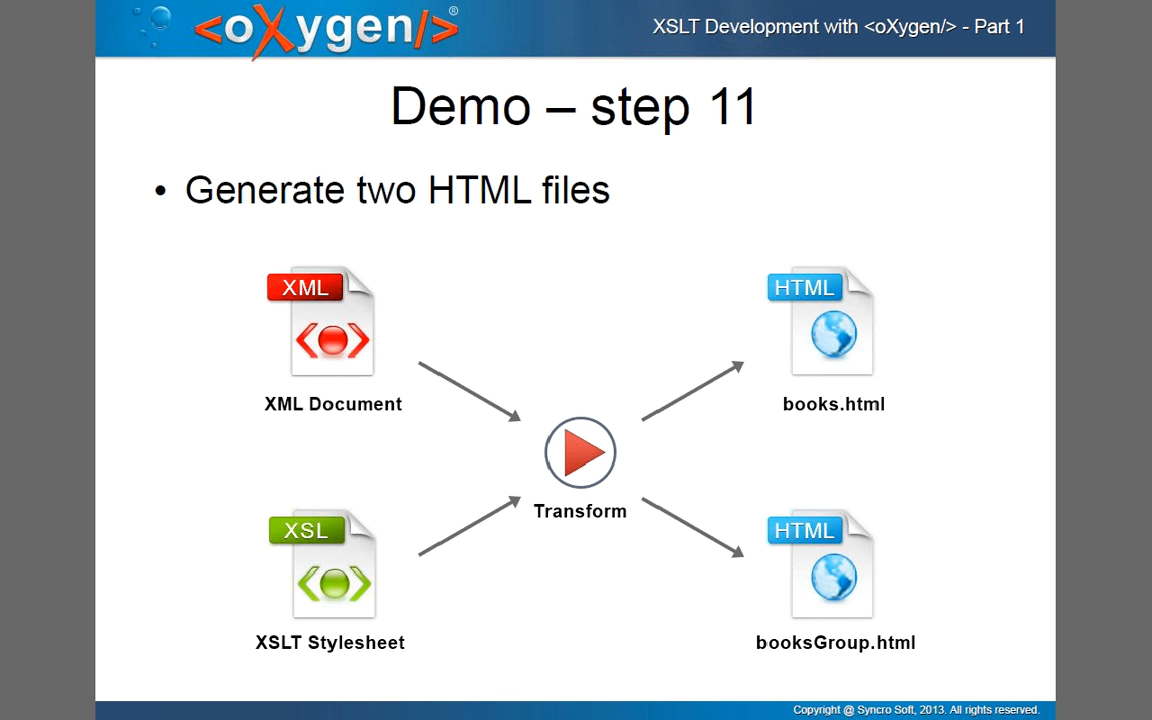 <oXygen/>®
XSLT Development with <oXygen/> - Part 1
Demo – step 11
• Generate two HTML files
XML
HTML
XML Document
books.html
Transform
XSL
HTML
XSLT Stylesheet
booksGroup.html
Copyright @ Syncro Soft, 2013. All rights reserved.